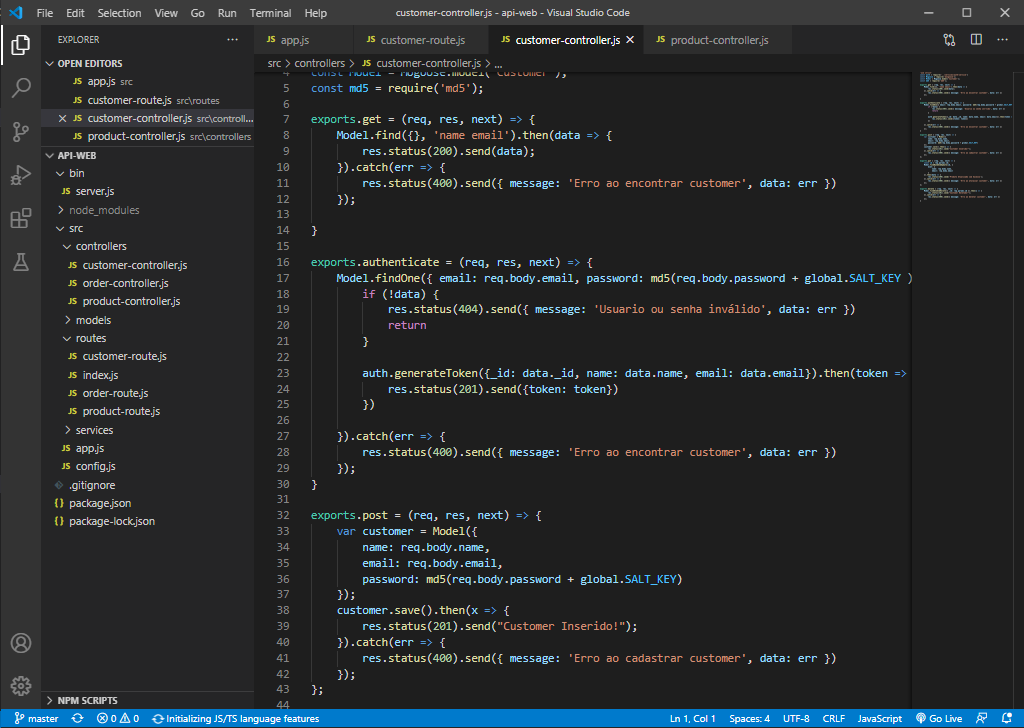 File Edit Selection View Go Run Terminal Help customer-controller.js - api-web - Visual Studio Code
EXPLORER ···
JS app.js JS customer-route.js JS customer-controller.js × JS product-controller.js ···
OPEN EDITORS
JS app.js src
JS customer-route.js src\routes
× JS customer-controller.js src\controll...
JS product-controller.js src\controllers
API-WEB
bin
JS server.js
node_modules
src
controllers
JS customer-controller.js
JS order-controller.js
JS product-controller.js
models
routes
JS customer-route.js
JS index.js
JS order-route.js
JS product-route.js
services
JS app.js
JS config.js
.gitignore
{} package.json
{} package-lock.json
NPM SCRIPTS
src > controllers > JS customer-controller.js > ...
4 const Model = Mogoose.model('Customer');
5 const md5 = require('md5');
6
7 exports.get = (req, res, next) => {
8 Model.find({}, 'name email').then(data => {
9 res.status(200).send(data);
10 }).catch(err => {
11 res.status(400).send({ message: 'Erro ao encontrar customer', data: err })
12 });
13
14 }
15
16 exports.authenticate = (req, res, next) => {
17 Model.findOne({ email: req.body.email, password: md5(req.body.password + global.SALT_KEY )
18 if (!data) {
19 res.status(404).send({ message: 'Usuario ou senha inválido', data: err })
20 return
21 }
22
23 auth.generateToken({_id: data._id, name: data.name, email: data.email}).then(token =>
24 res.status(201).send({token: token})
25 })
26
27 }).catch(err => {
28 res.status(400).send({ message: 'Erro ao encontrar customer', data: err })
29 });
30 }
31
32 exports.post = (req, res, next) => {
33 var customer = Model({
34 name: req.body.name,
35 email: req.body.email,
36 password: md5(req.body.password + global.SALT_KEY)
37 });
38 customer.save().then(x => {
39 res.status(201).send("Customer Inserido!");
40 }).catch(err => {
41 res.status(400).send({ message: 'Erro ao cadastrar customer', data: err })
42 });
43 };
44
master 0 0 Initializing JS/TS language features Ln 1, Col 1 Spaces: 4 UTF-8 CRLF JavaScript Go Live